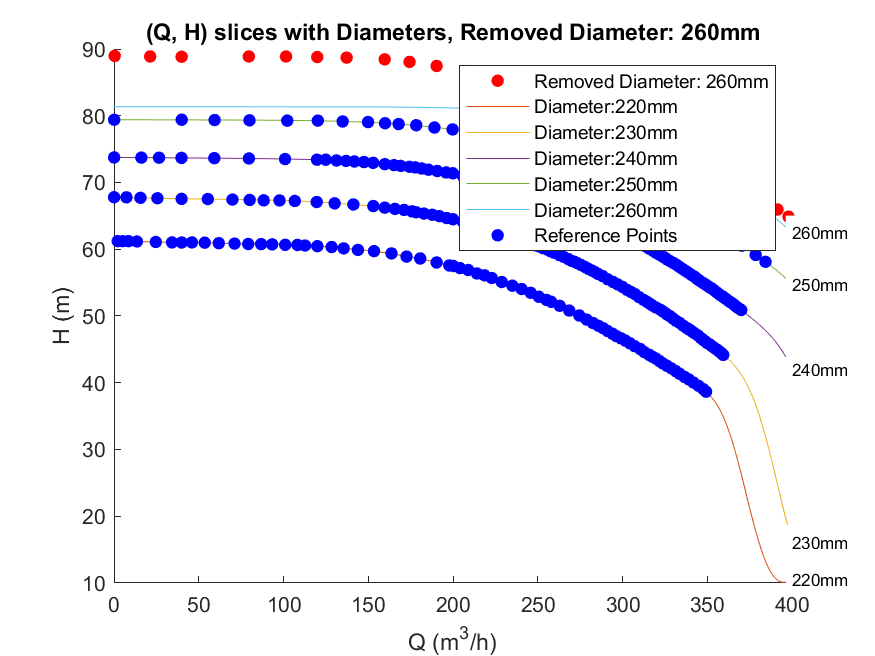 (Q, H) slices with Diameters, Removed Diameter: 260mm
90
80
70
60
50
40
30
20
10
H (m)
0
50
100
150
200
250
300
350
400
Q (m³/h)
Removed Diameter: 260mm
Diameter:220mm
Diameter:230mm
Diameter:240mm
Diameter:250mm
Diameter:260mm
Reference Points
260mm
250mm
240mm
230mm
220mm